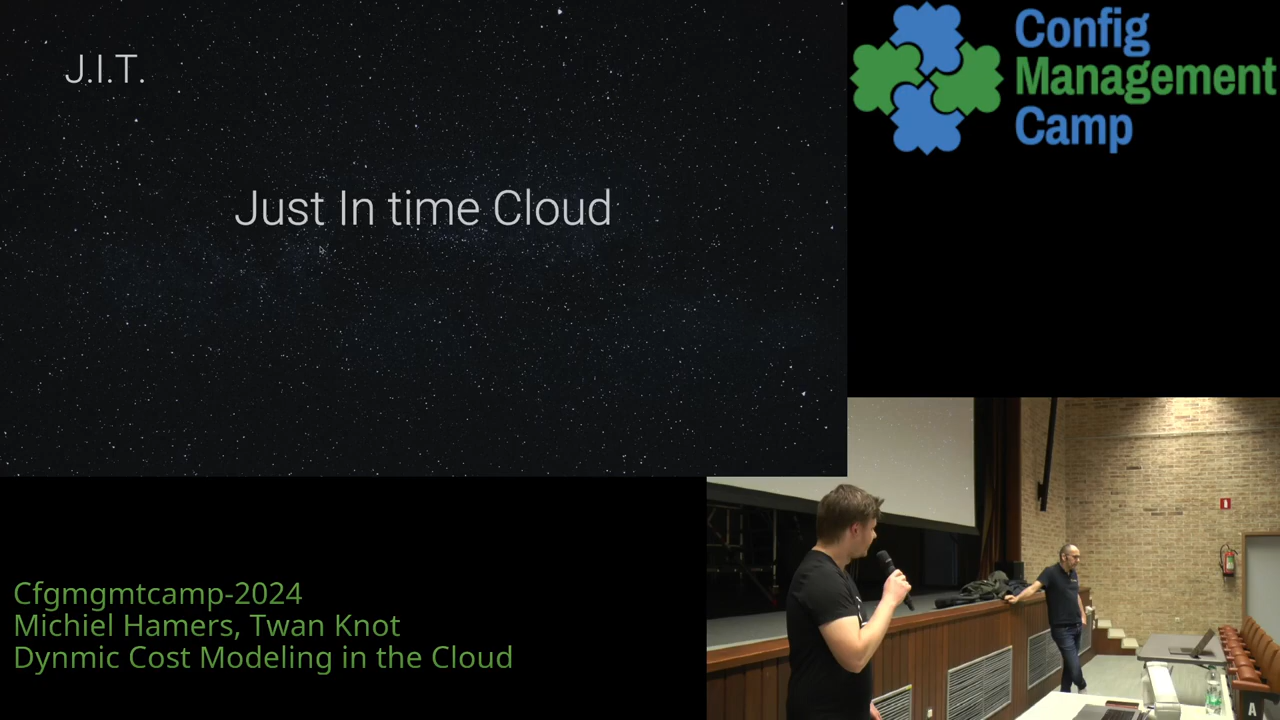 J.I.T.
Just In time Cloud
Config
Management
Camp
Cfgmgmtcamp-2024
Michiel Hamers, Twan Knot
Dynmic Cost Modeling in the Cloud
A